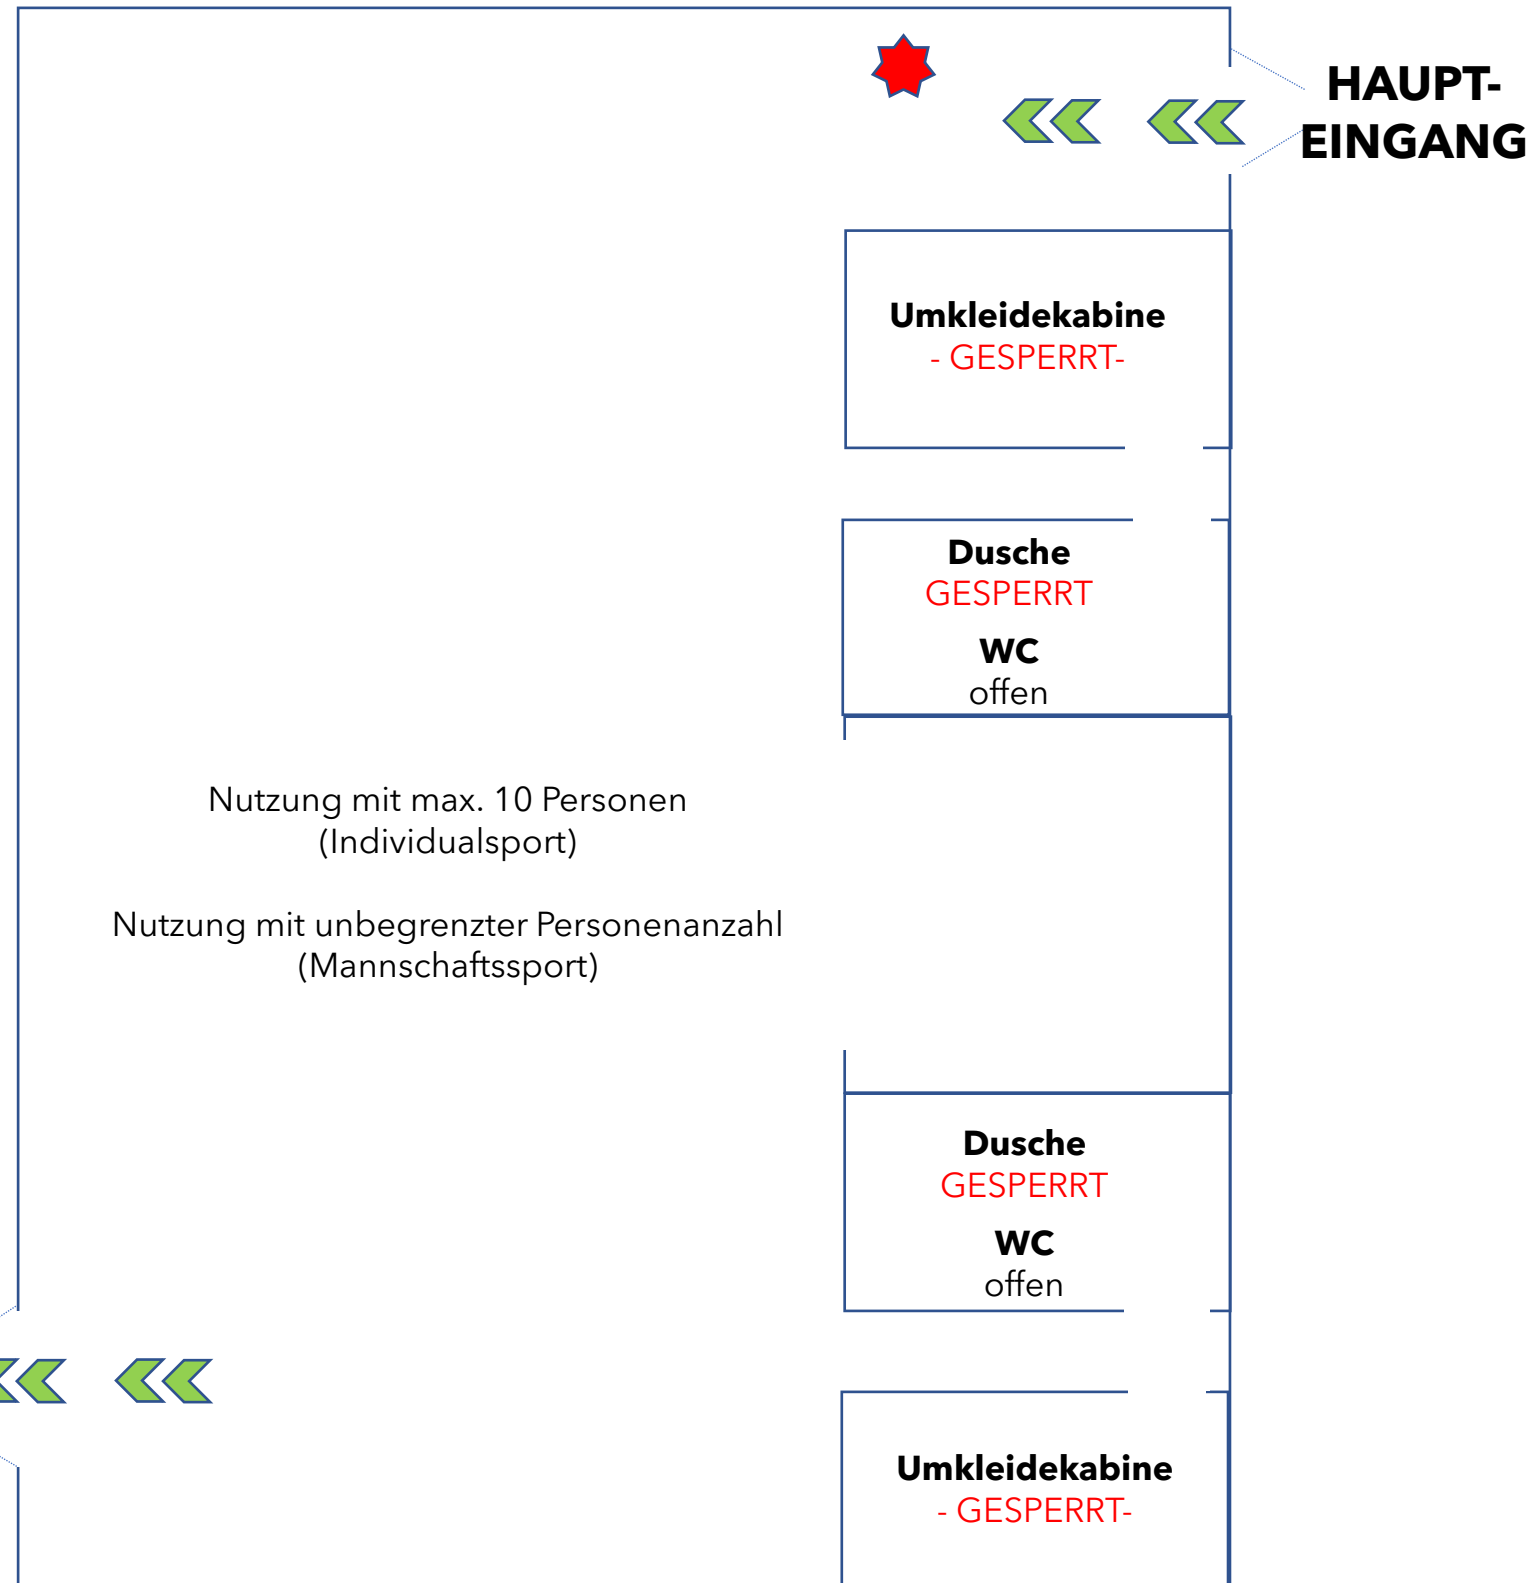 HAUPT-
EINGANG
Umkleidekabine
- GESPERRT-
Dusche
GESPERRT
WC
offen
Nutzung mit max. 10 Personen
(Individualsport)
Nutzung mit unbegrenzter Personenanzahl
(Mannschaftssport)
Dusche
GESPERRT
WC
offen
Umkleidekabine
- GESPERRT-